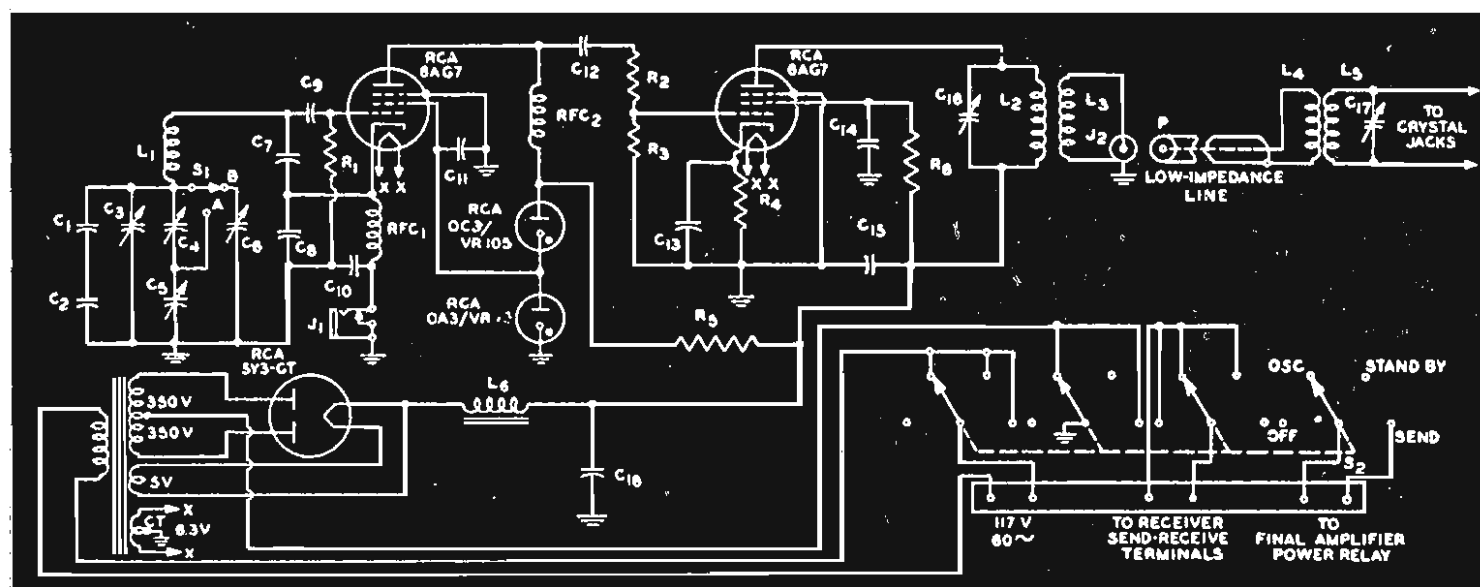 RCA
6AG7
C9
C12
R2
RCA
6AG7
RFC2
C7
R1
L1
S1
B
A
X X
C11
R3
C14
R6
C16
L2
L3
J2
P
L4
L5
C17
TO
CRYSTAL
JACKS
LOW-IMPEDANCE
LINE
C1
C3
C4
C6
C8
RFC1
RCA
OC3/
VR105
X X
R4
C13
C15
C2
C5
C10
J1
RCA
OA3/VR
R5
RCA
5Y3-GT
L6
350V
350V
5V
CT
6.3V
X
X
C18
OSC
STAND BY
OFF
SEND
S2
117 V
60~
TO RECEIVER
SEND-RECEIVE
TERMINALS
TO
FINAL AMPLIFIER
POWER RELAY